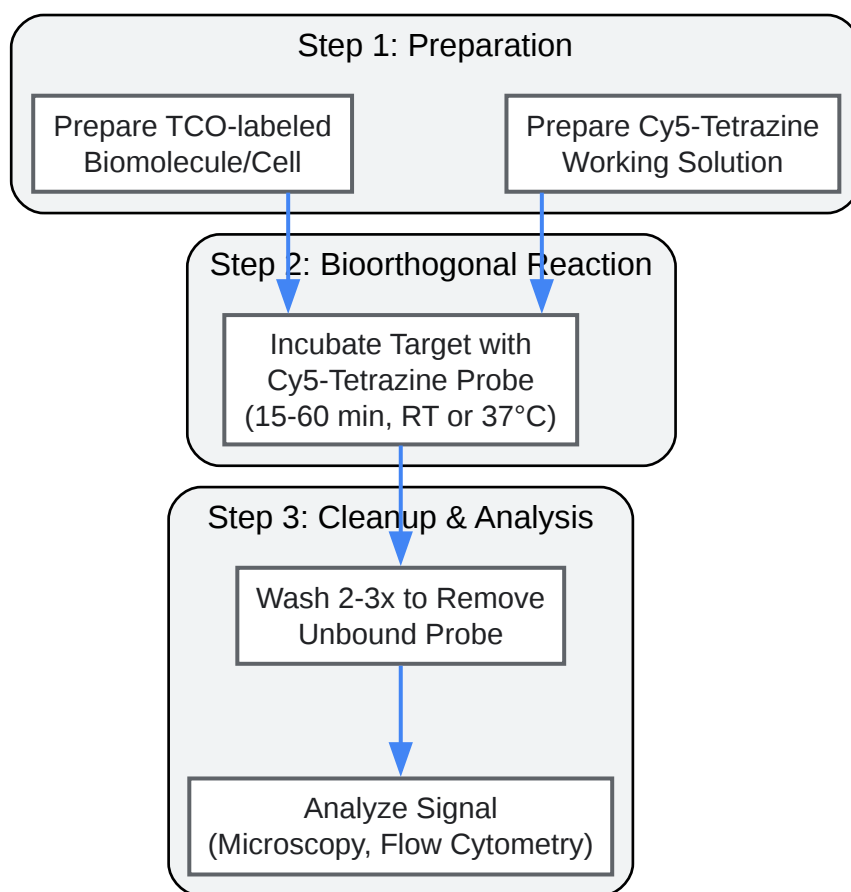 Step 1: Preparation
Prepare TCO-labeled
Biomolecule/Cell
Prepare Cy5-Tetrazine
Working Solution
Step 2: Bioorthogonal Reaction
Incubate Target with
Cy5-Tetrazine Probe
(15-60 min, RT or 37°C)
Step 3: Cleanup & Analysis
Wash 2-3x to Remove
Unbound Probe
Analyze Signal
(Microscopy, Flow Cytometry)